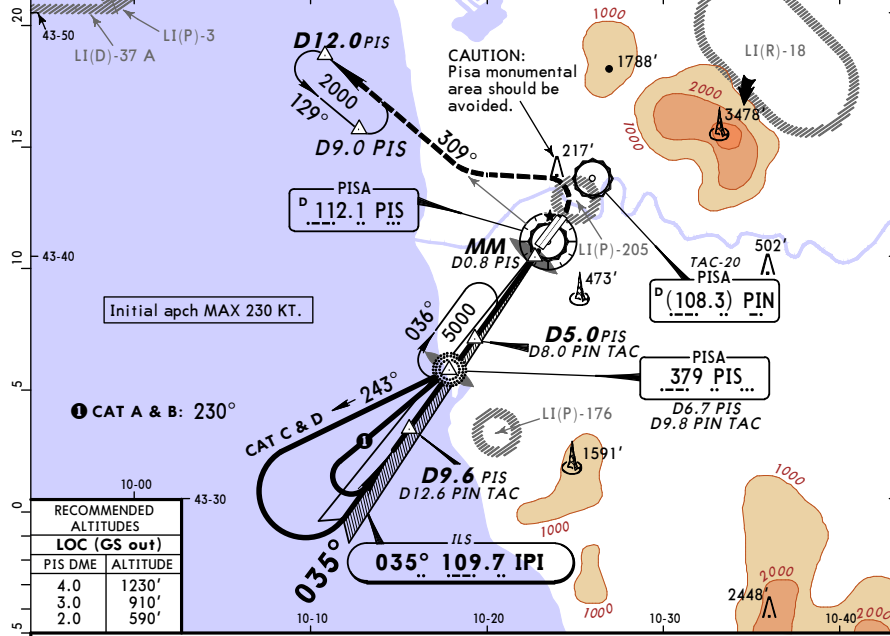 20
43-50
LI(P)-3
LI(D)-37 A
D12.0 PIS
2000
129°
D9.0 PIS
309°
CAUTION:
Pisa monumental
area should be
avoided.
1000
1788'
LI(R)-18
2000
3478'
1000
15
217'
PISA
D 112.1 PIS
MM
D0.8 PIS
LI(P)-205
473'
TAC-20
502'
PISA
D (108.3) PIN
43-40
10
Initial apch MAX 230 KT.
036°
5000
D5.0 PIS
D8.0 PIN TAC
PISA
379 PIS
D6.7 PIS
D9.8 PIN TAC
5
1 CAT A & B: 230°
243°
CAT C & D
1
LI(P)-176
1591'
D9.6 PIS
D12.6 PIN TAC
1000
1000
10-00
43-30
0
RECOMMENDED
ALTITUDES
LOC (GS out)
PIS DME ALTITUDE
4.0 1230'
3.0 910'
2.0 590'
035°
ILS
035° 109.7 IPI
1000
2448'
2000
2000
5
10-10
10-20
10-30
10-40